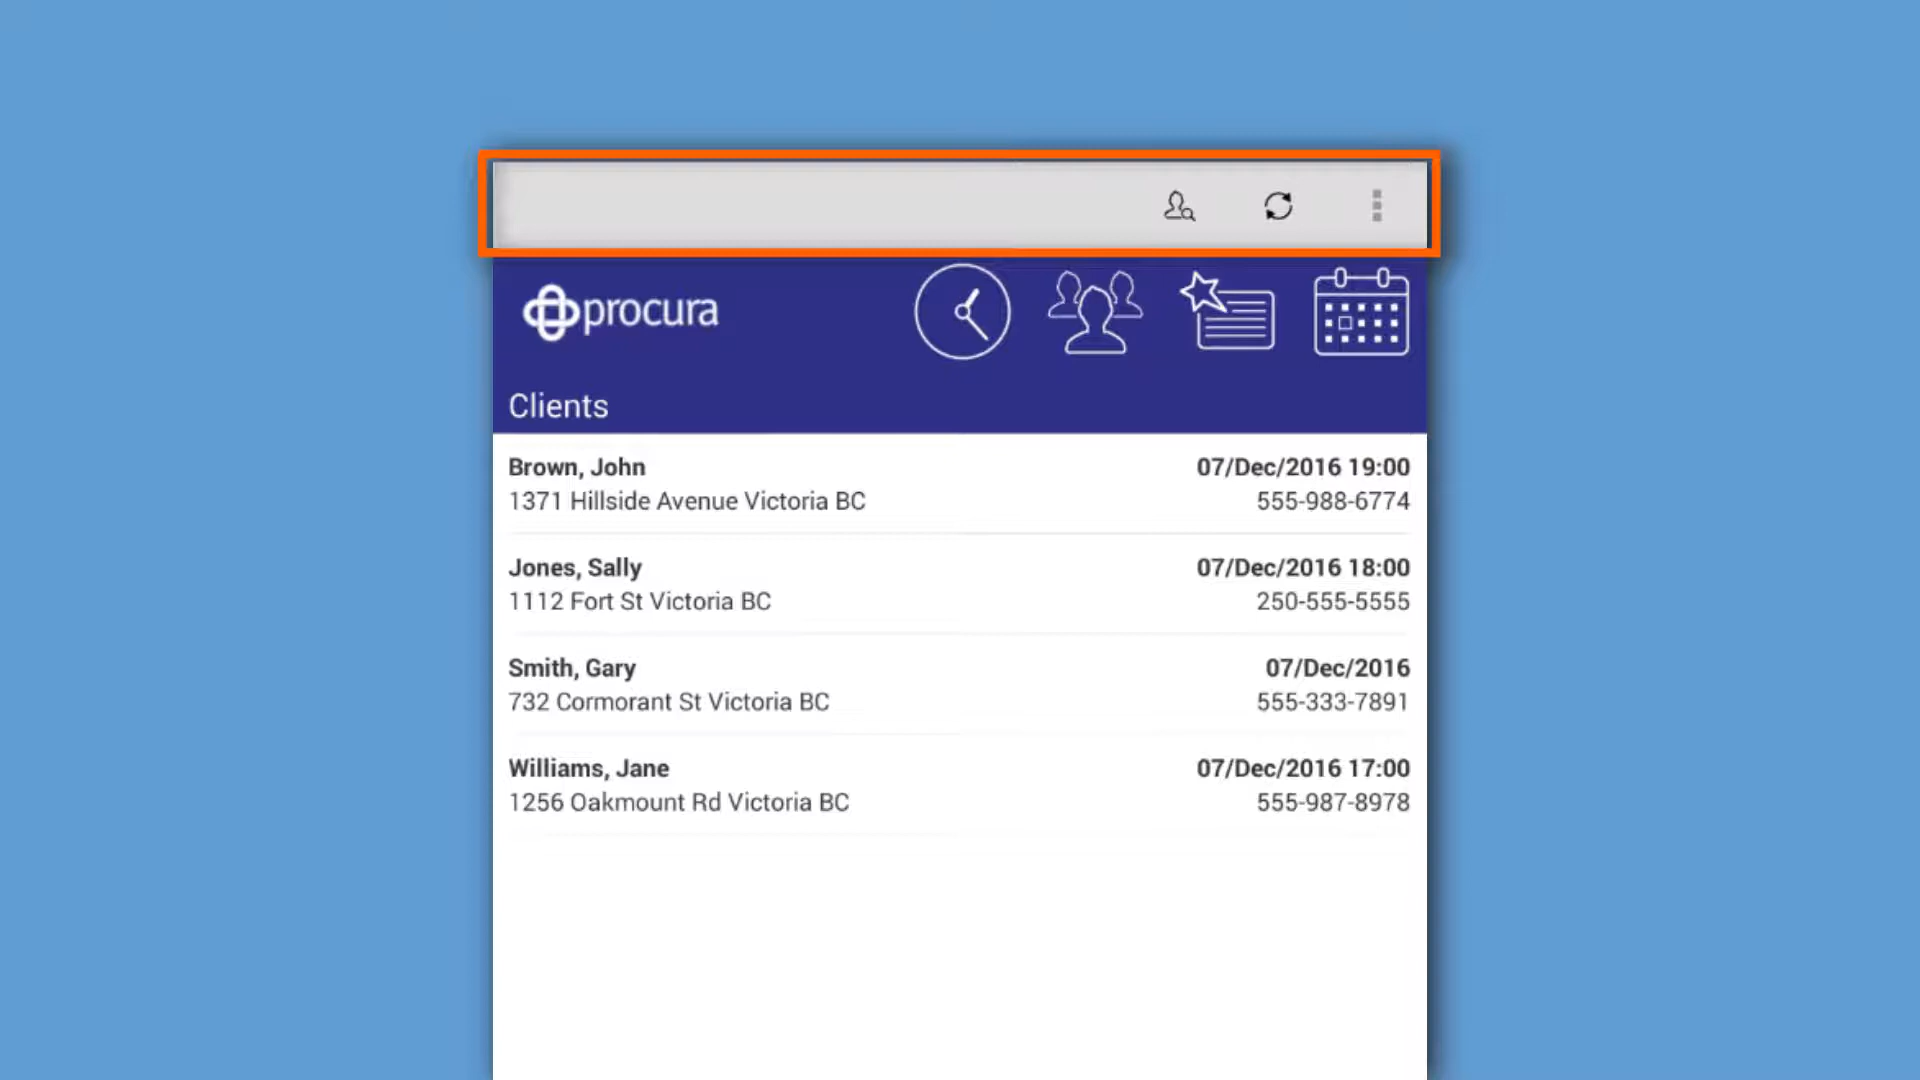 procura
Clients
Brown, John 07/Dec/2016 19:00
1371 Hillside Avenue Victoria BC 555-988-6774
Jones, Sally 07/Dec/2016 18:00
1112 Fort St Victoria BC 250-555-5555
Smith, Gary 07/Dec/2016
732 Cormorant St Victoria BC 555-333-7891
Williams, Jane 07/Dec/2016 17:00
1256 Oakmount Rd Victoria BC 555-987-8978